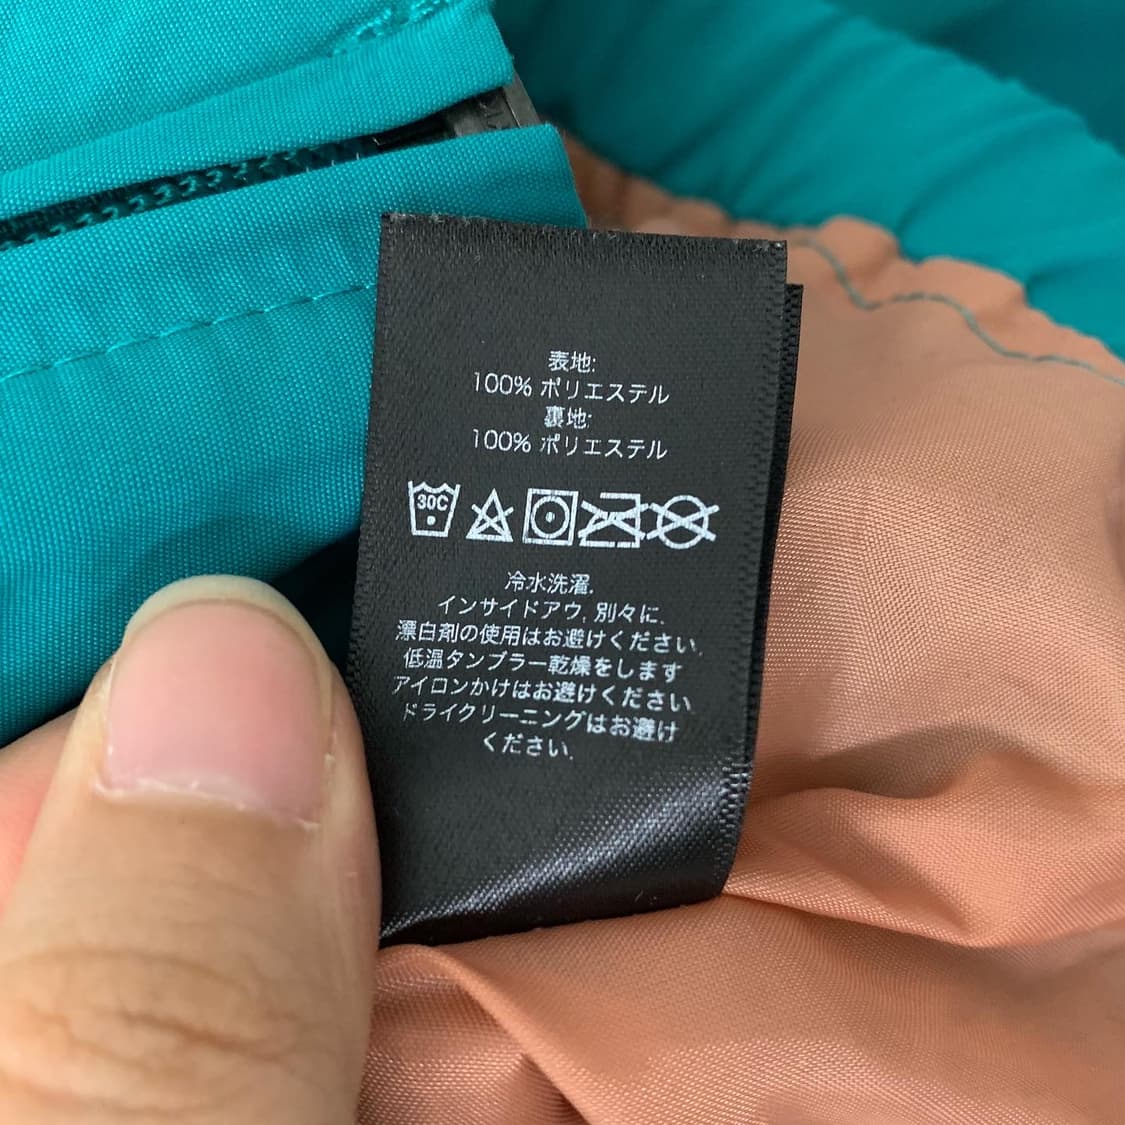 表地:
100% ポリエステル
裏地:
100% ポリエステル
30C
冷水洗濯.
インサイドアウ, 別々に.
漂白剤の使用はお避けください.
低温タンブラー乾燥をします
アイロンかけはお避けください
ドライクリーニングはお避け
ください.